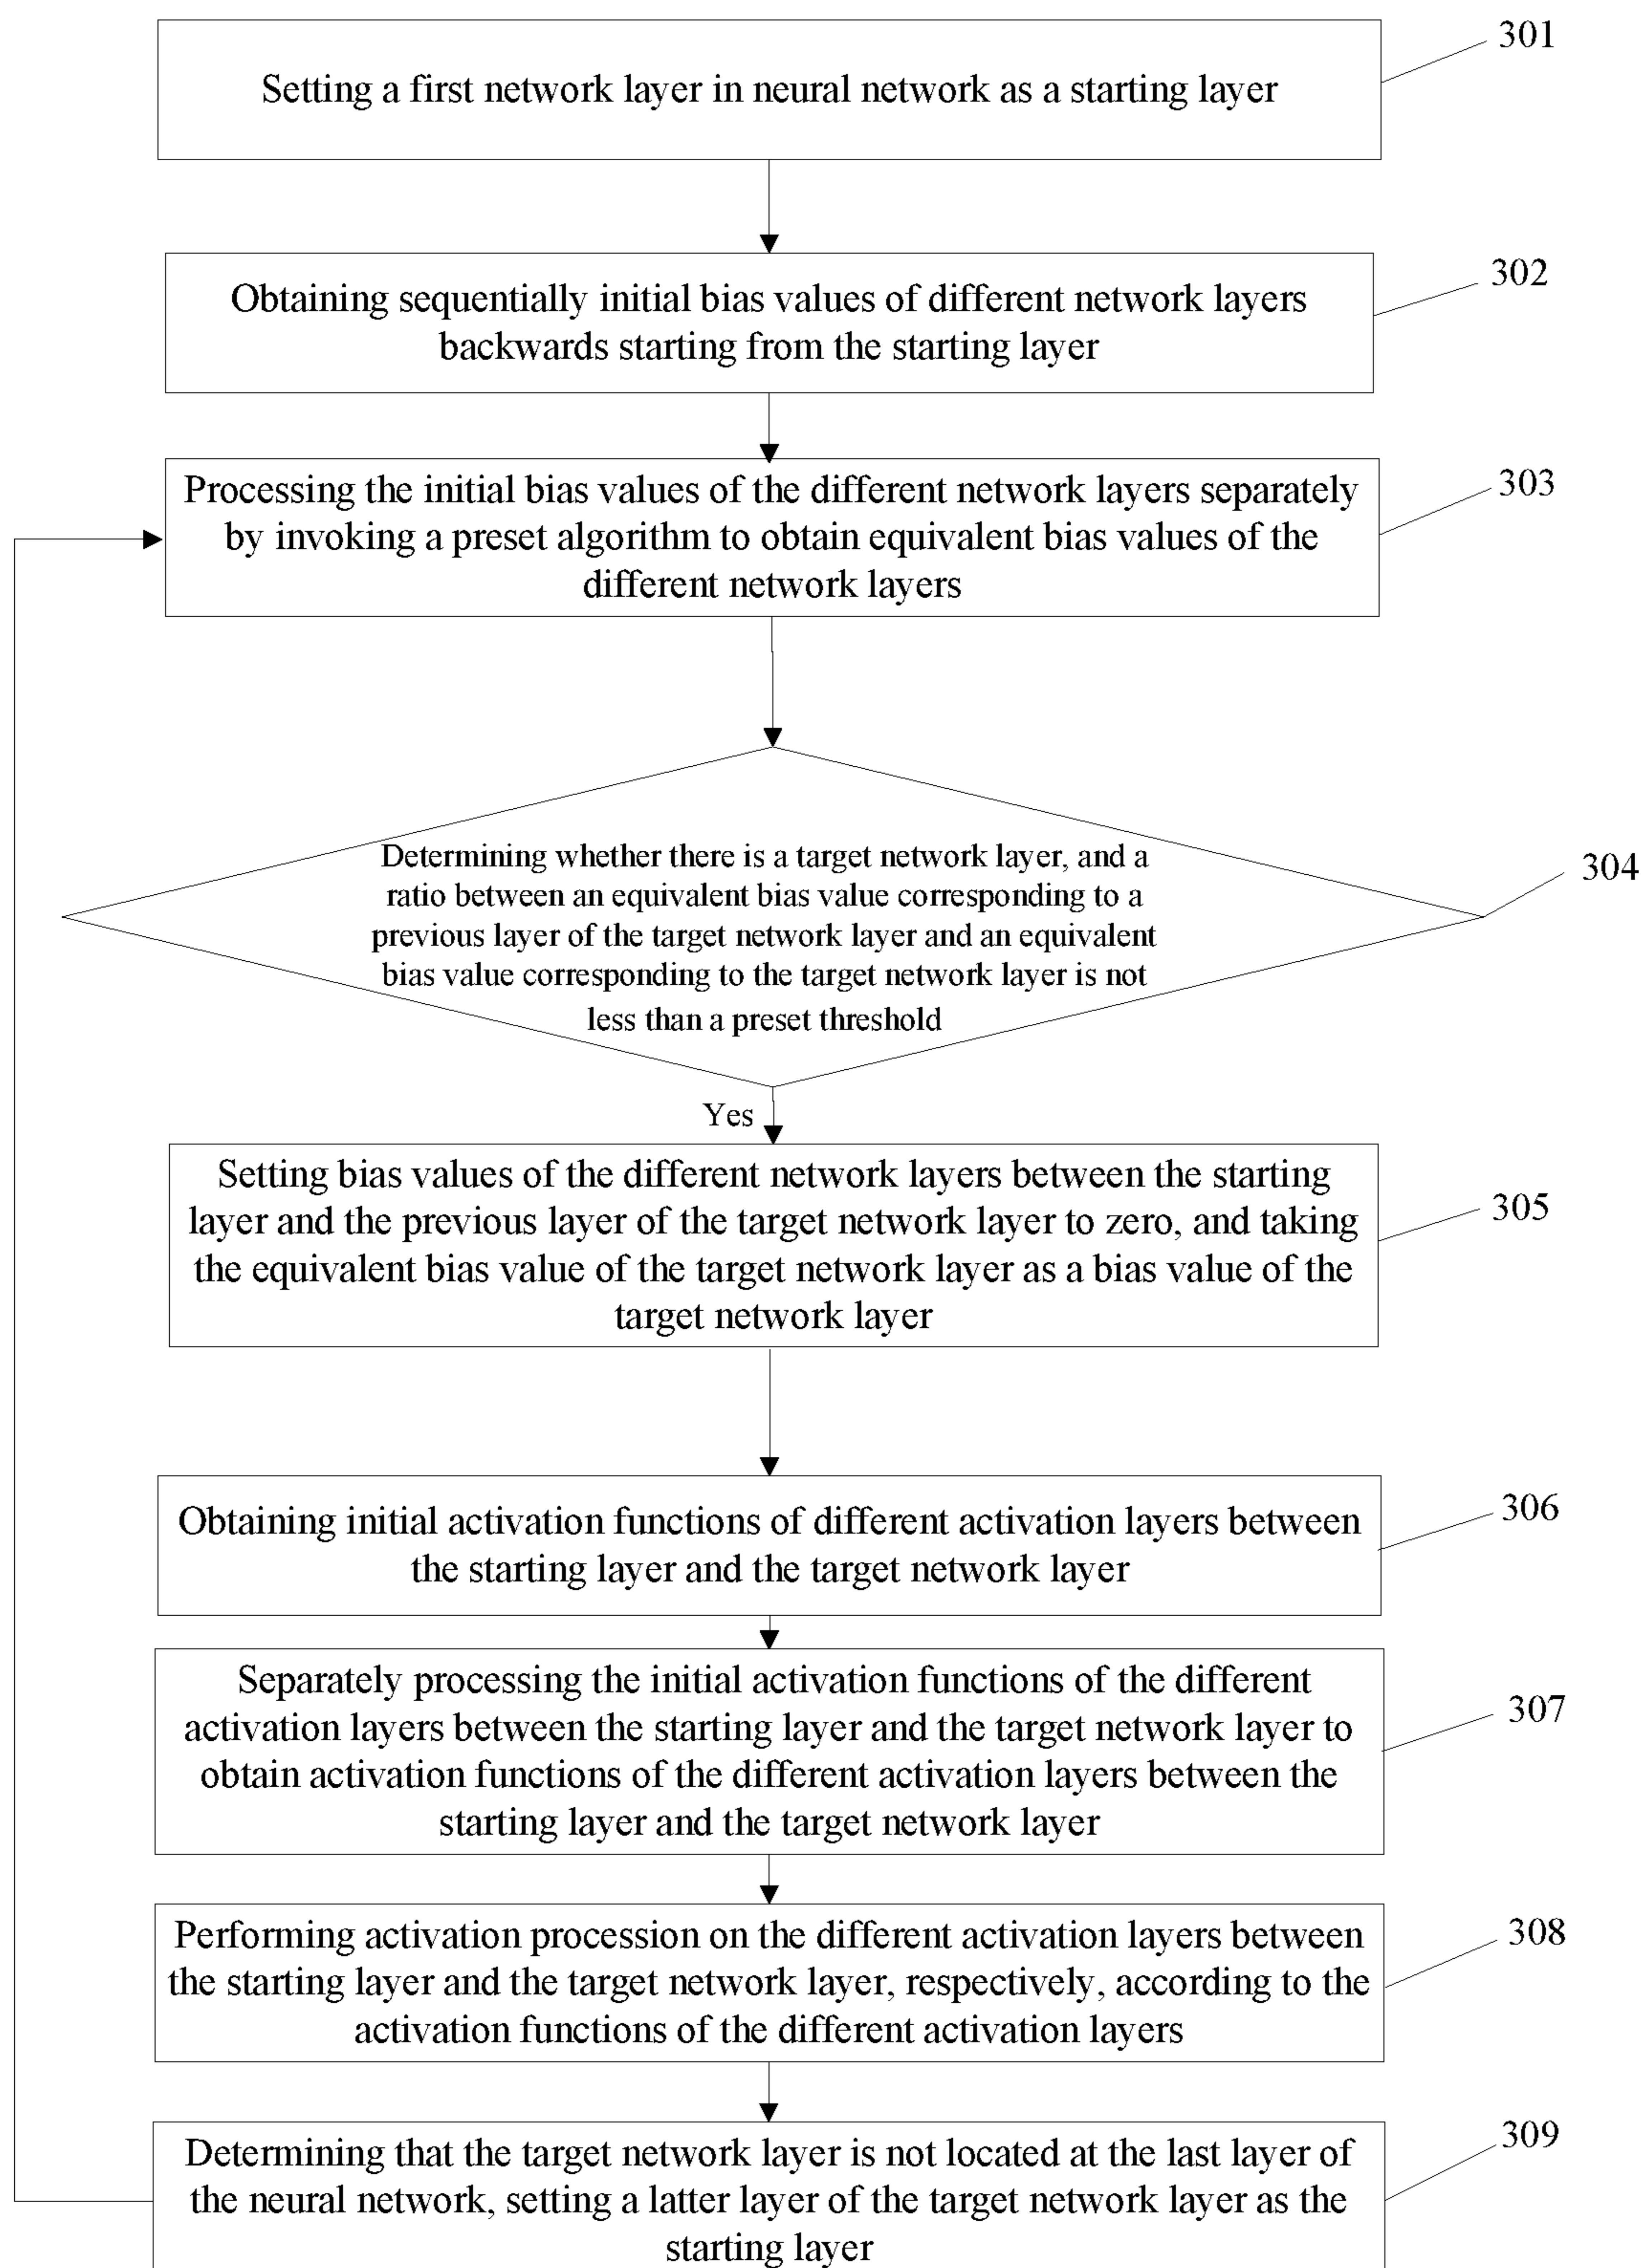 Setting a first network layer in neural network as a starting layer
301
Obtaining sequentially initial bias values of different network layers
backwards starting from the starting layer
302
Processing the initial bias values of the different network layers separately
by invoking a preset algorithm to obtain equivalent bias values of the
different network layers
303
Determining whether there is a target network layer, and a
ratio between an equivalent bias value corresponding to a
previous layer of the target network layer and an equivalent
bias value corresponding to the target network layer is not
less than a preset threshold
304
Yes
Setting bias values of the different network layers between the starting
layer and the previous layer of the target network layer to zero, and taking
the equivalent bias value of the target network layer as a bias value of the
target network layer
305
Obtaining initial activation functions of different activation layers between
the starting layer and the target network layer
306
Separately processing the initial activation functions of the different
activation layers between the starting layer and the target network layer to
obtain activation functions of the different activation layers between the
starting layer and the target network layer
307
Performing activation procession on the different activation layers between
the starting layer and the target network layer, respectively, according to the
activation functions of the different activation layers
308
Determining that the target network layer is not located at the last layer of
the neural network, setting a latter layer of the target network layer as the
starting layer
309